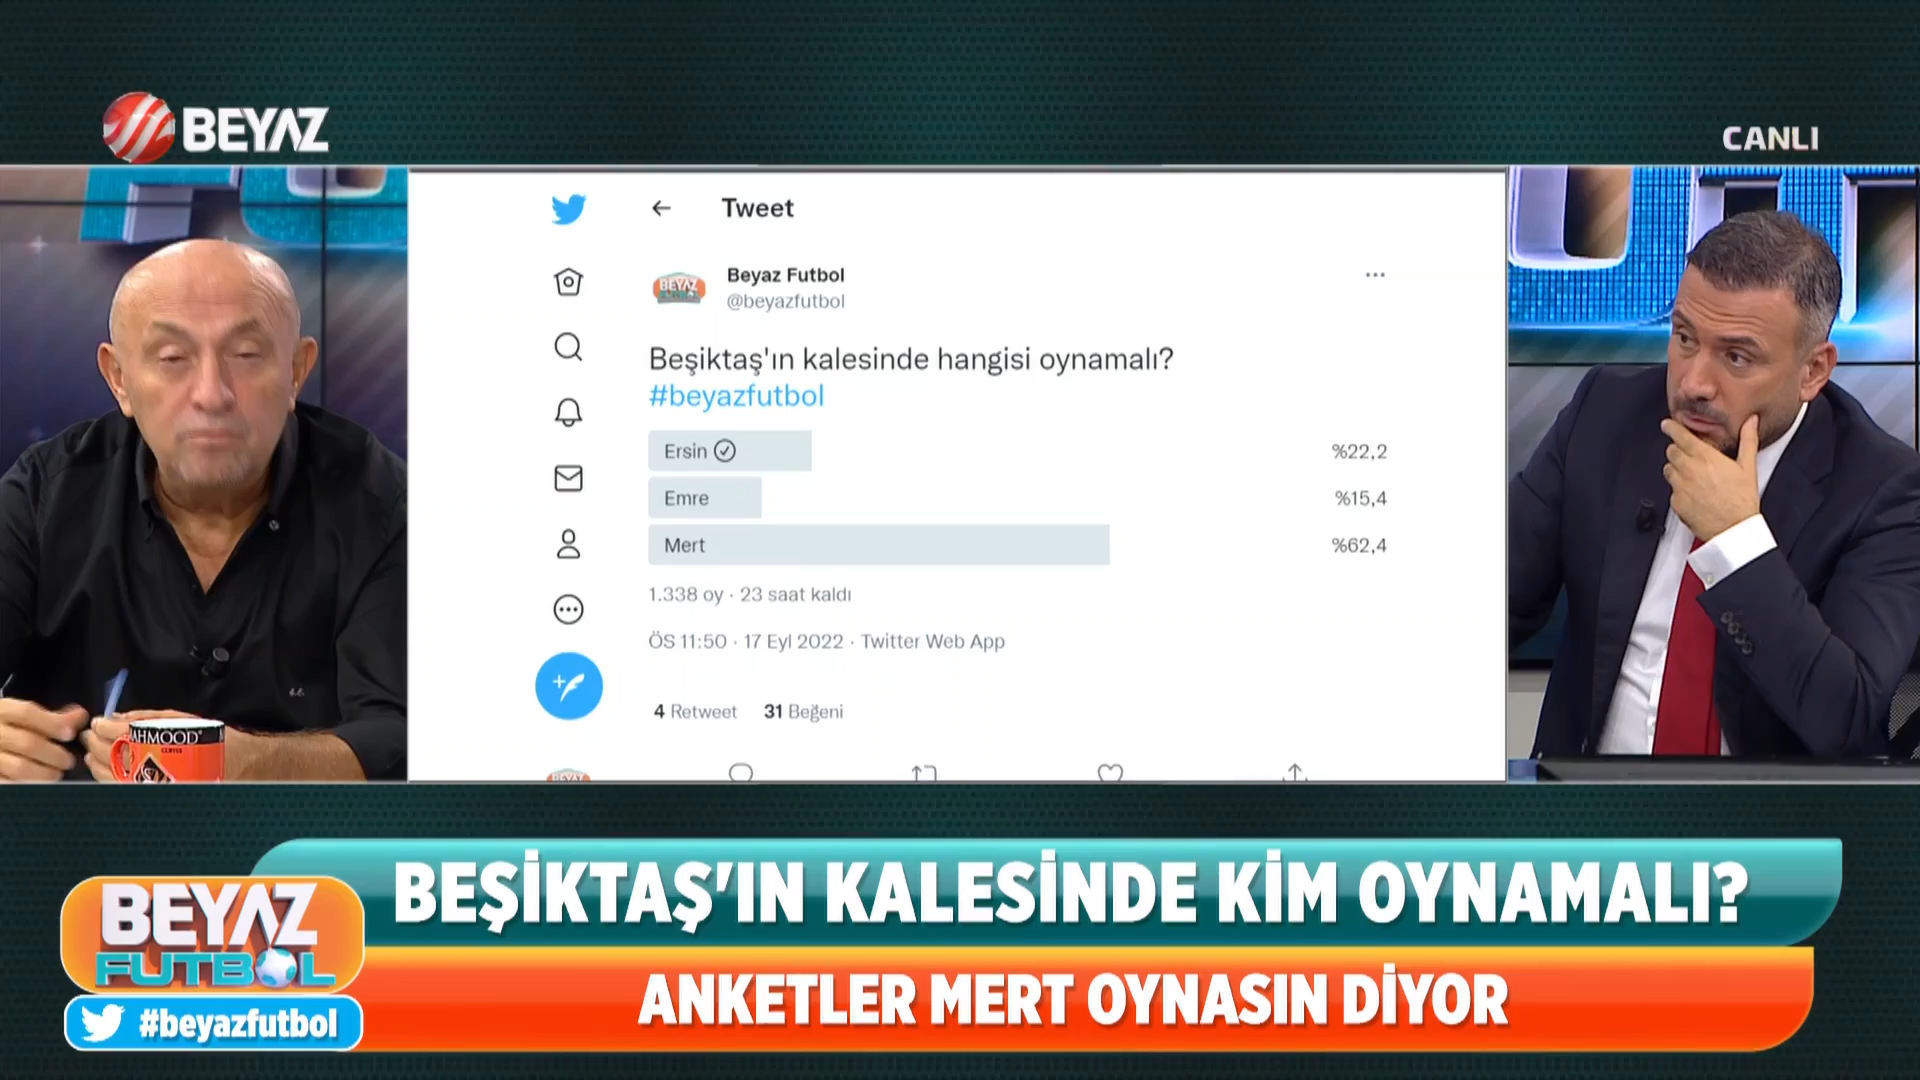 BEYAZ
CANLI
Tweet
Beyaz Futbol
@beyazfutbol
Beşiktaş'ın kalesinde hangisi oynamalı?
#beyazfutbol
Ersin %22,2
Emre %15,4
Mert %62,4
1.338 oy · 23 saat kaldı
ÖS 11:50 · 17 Eyl 2022 · Twitter Web App
4 Retweet 31 Beğeni
AHMOOD
COFFEE
BEŞİKTAŞ'IN KALESİNDE KİM OYNAMALI?
ANKETLER MERT OYNASIN DİYOR
BEYAZ
FUTBOL
#beyazfutbol